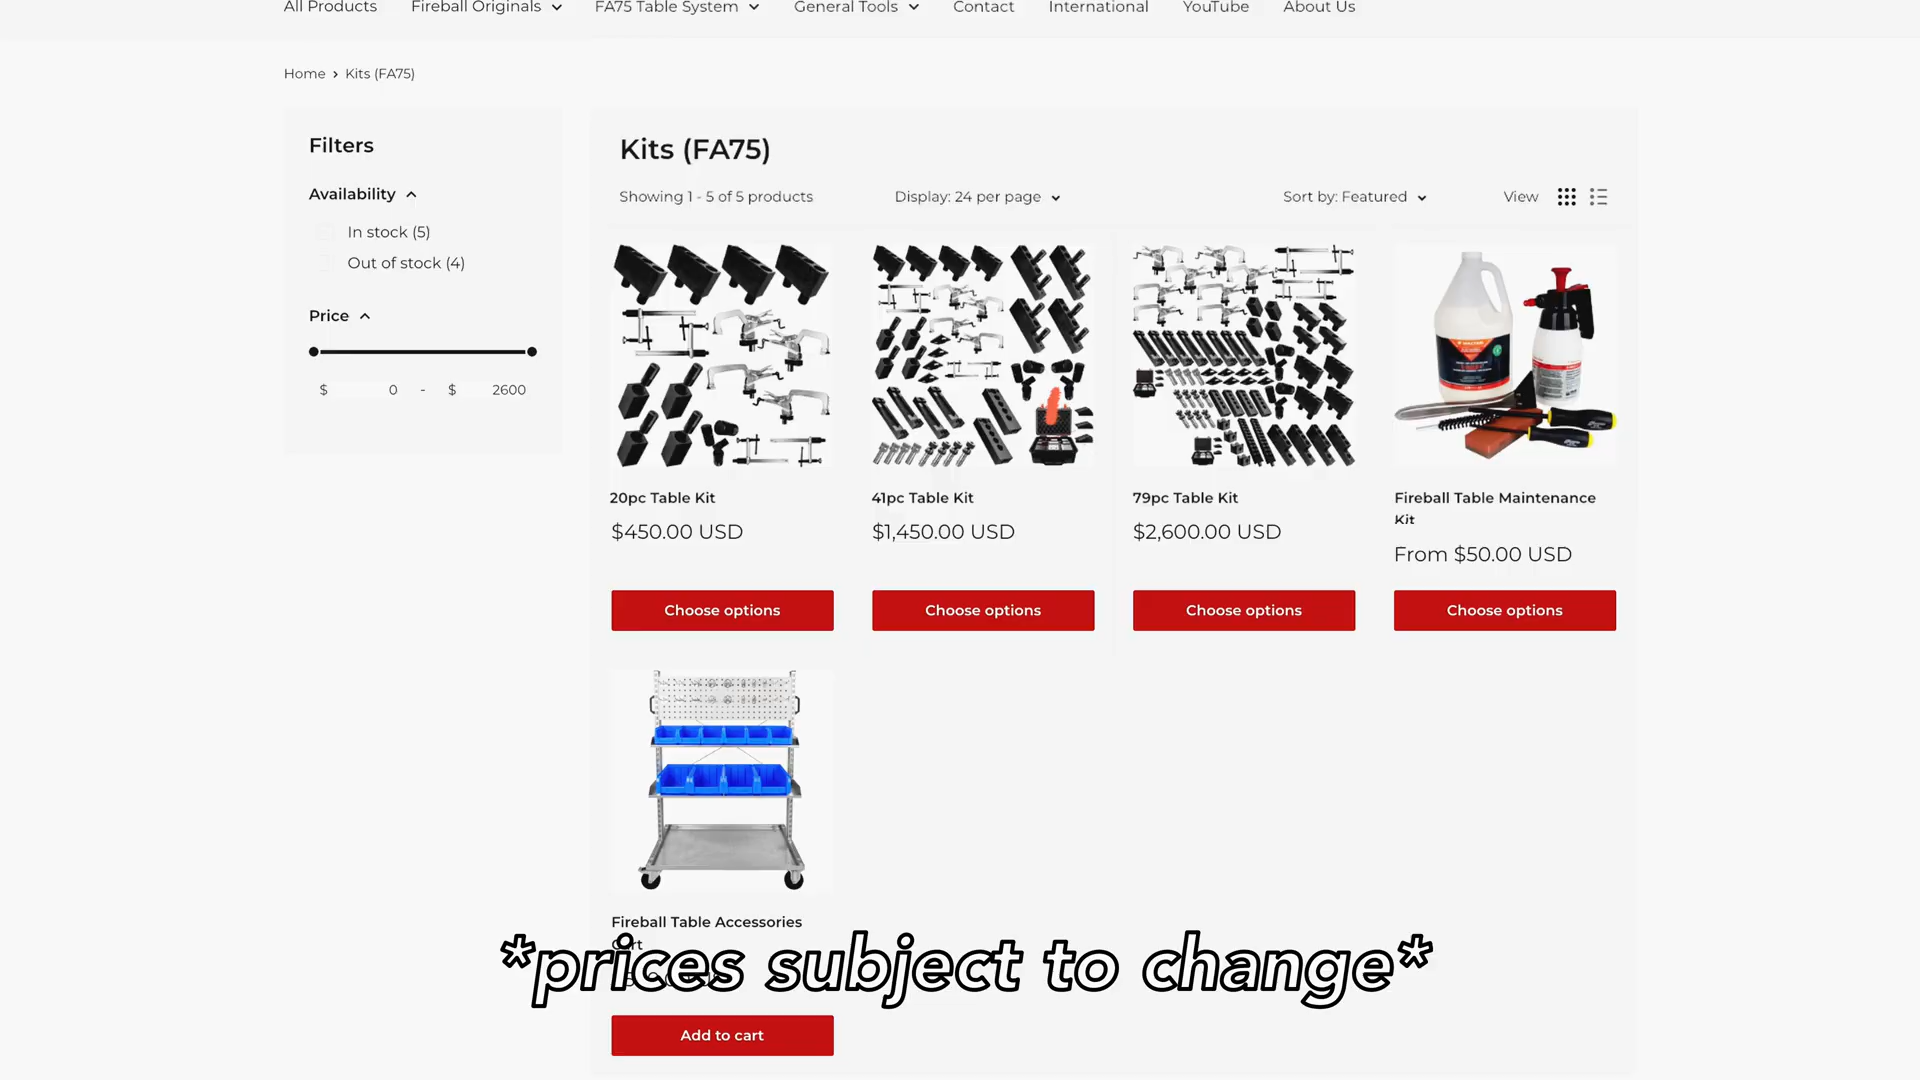 All Products Fireball Originals FA75 Table System General Tools Contact International YouTube About Us
Home › Kits (FA75)
Filters
Availability
In stock (5)
Out of stock (4)
Price
$ 0 - $ 2600
Kits (FA75)
Showing 1 - 5 of 5 products Display: 24 per page Sort by: Featured View
20pc Table Kit
$450.00 USD
Choose options
41pc Table Kit
$1,450.00 USD
Choose options
79pc Table Kit
$2,600.00 USD
Choose options
Fireball Table Maintenance
Kit
From $50.00 USD
Choose options
Fireball Table Accessories
Cart
*prices subject to change*
Add to cart